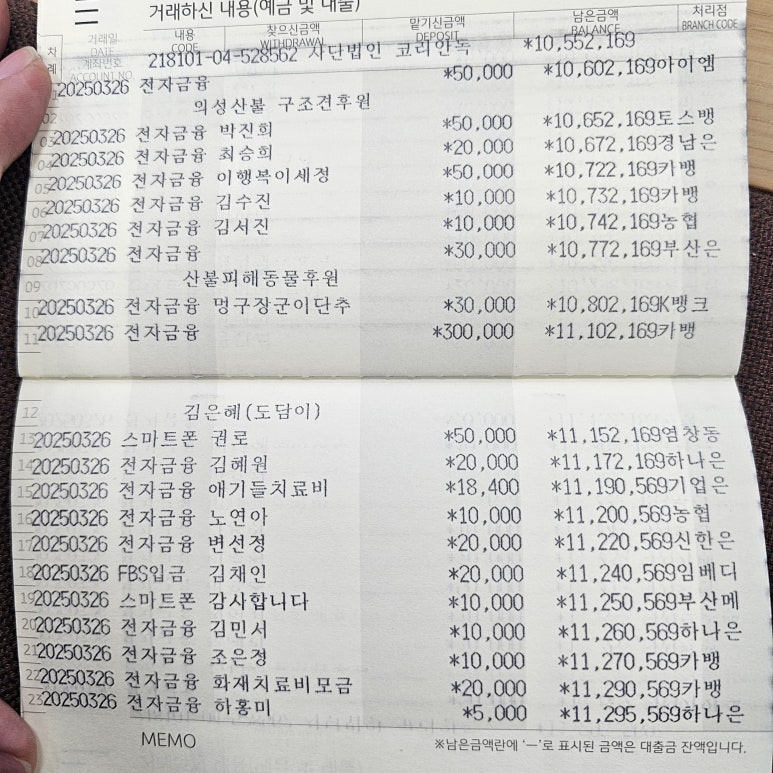 거래하신 내용(예금 및 대출)
거래일 DATE 내용 CODE 찾으신금액 WITHDRAWAL 맡기신금액 DEPOSIT 남은금액 BALANCE 처리점 BRANCH CODE
차례 계좌번호 ACCOUNT NO 218101-04-528562 사단법인 코리안독 *10,552,169
20250326 전자금융 *50,000 *10,602,169아이엠
02 의성산불 구조견후원
03 20250326 전자금융 박진희 *50,000 *10,652,169토스뱅
04 20250326 전자금융 최승희 *20,000 *10,672,169경남은
05 20250326 전자금융 이행복이세정 *50,000 *10,722,169카뱅
06 20250326 전자금융 김수진 *10,000 *10,732,169카뱅
07 20250326 전자금융 김서진 *10,000 *10,742,169농협
08 20250326 전자금융 *30,000 *10,772,169부산은
09 산불피해동물후원
10 20250326 전자금융 멍구장군이단추 *30,000 *10,802,169K뱅크
11 20250326 전자금융 *300,000 *11,102,169카뱅
12 김은혜(도담이)
13 20250326 스마트폰 권로 *50,000 *11,152,169염창동
14 20250326 전자금융 김혜원 *20,000 *11,172,169하나은
15 20250326 전자금융 애기들치료비 *18,400 *11,190,569기업은
16 20250326 전자금융 노연아 *10,000 *11,200,569농협
17 20250326 전자금융 변선정 *20,000 *11,220,569신한은
18 20250326 FBS입금 김채인 *20,000 *11,240,569임베디
19 20250326 스마트폰 감사합니다 *10,000 *11,250,569부산메
20 20250326 전자금융 김민서 *10,000 *11,260,569하나은
21 20250326 전자금융 조은정 *10,000 *11,270,569카뱅
22 20250326 전자금융 화재치료비모금 *20,000 *11,290,569카뱅
23 20250326 전자금융 하홍미 *5,000 *11,295,569하나은
MEMO ※남은금액란에 '—'로 표시된 금액은 대출금 잔액입니다.